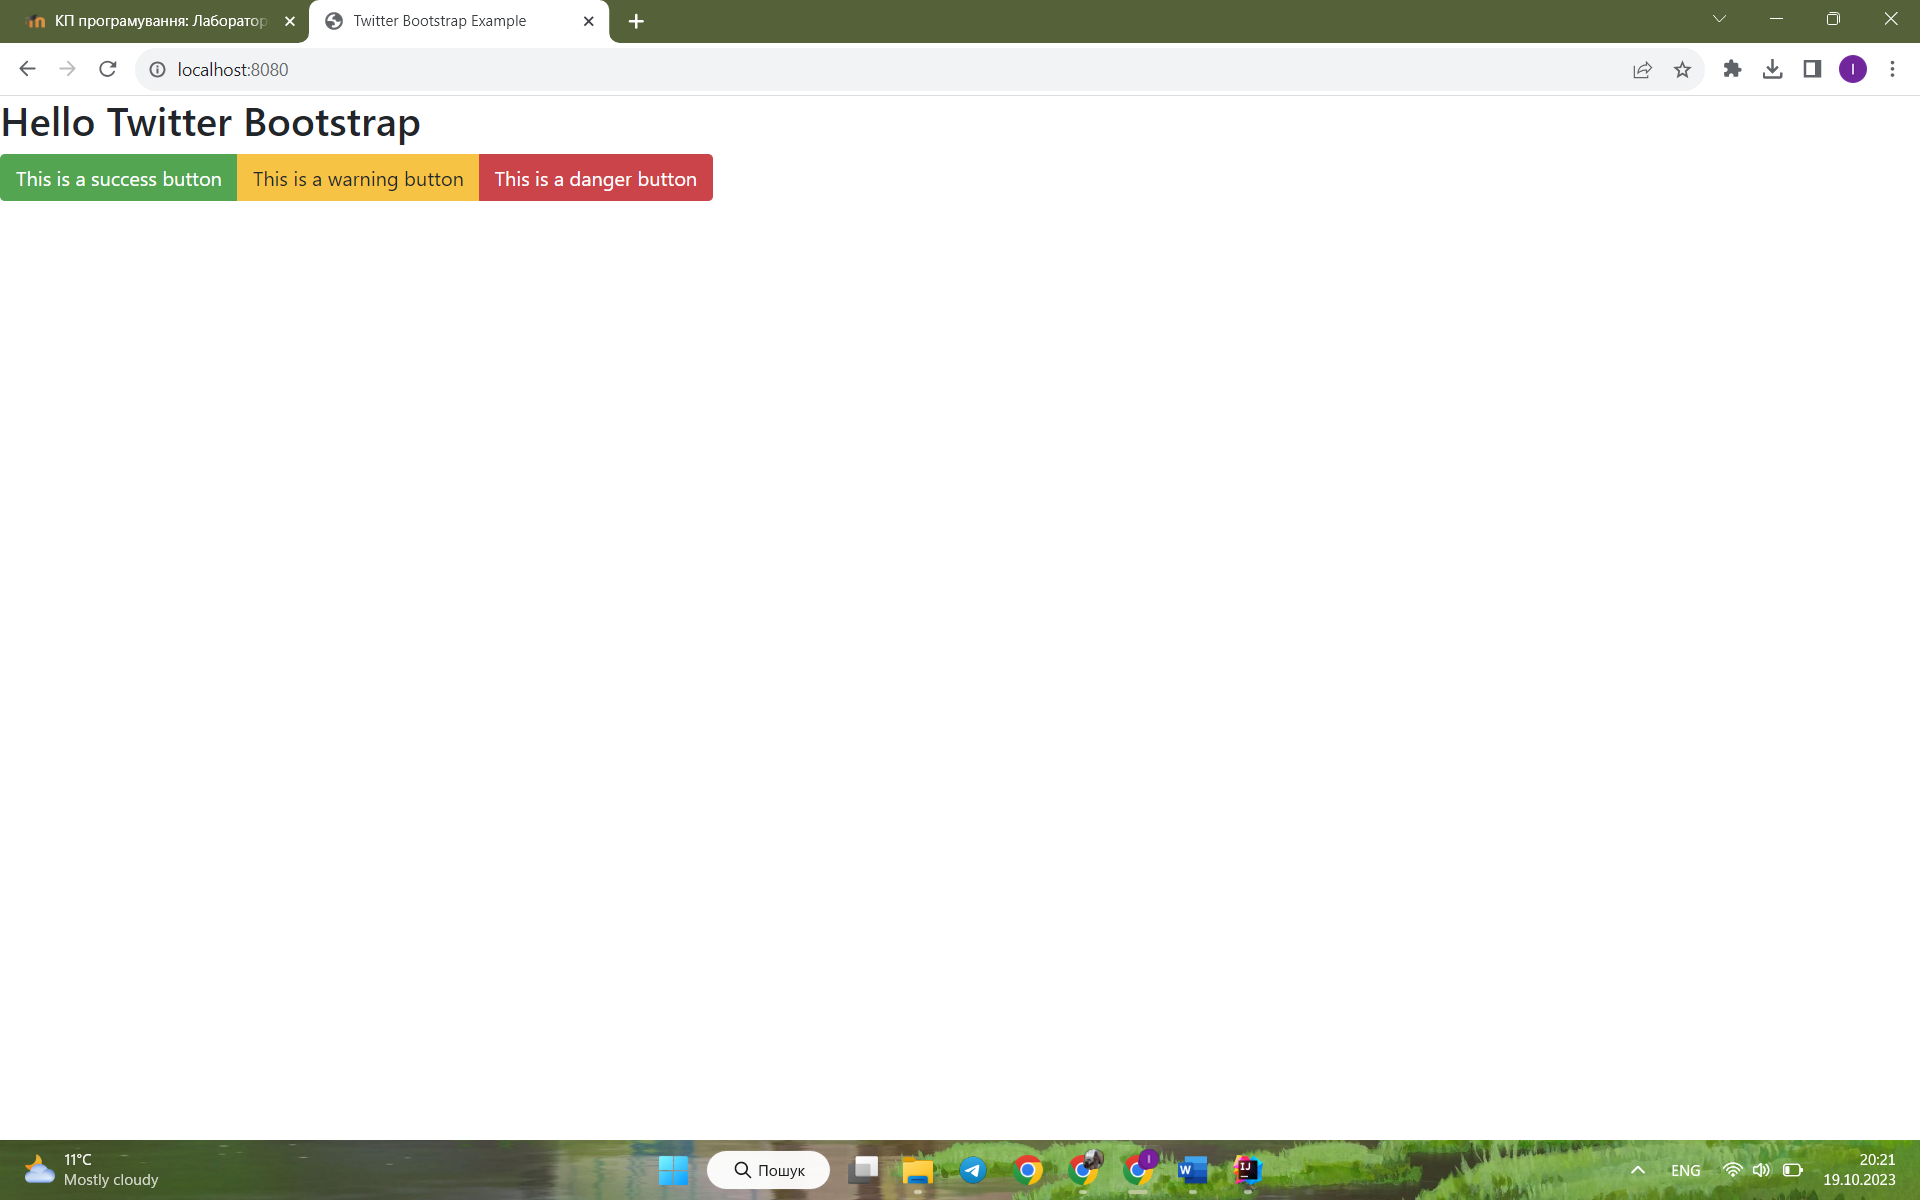 КП програмування: Лаборатор
Twitter Bootstrap Example
localhost:8080
I
Hello Twitter Bootstrap
This is a success button
This is a warning button
This is a danger button
11°C
Mostly cloudy
Пошук
I
W
IJ
ENG
20:21
19.10.2023